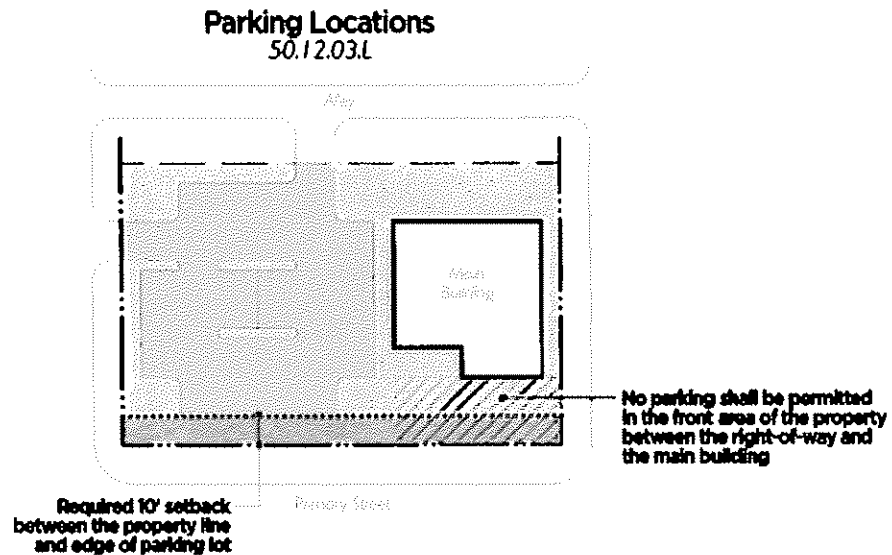 Parking Locations
50.12.03.L
Alley
Main
Building
No parking shall be permitted
in the front area of the property
between the right-of-way and
the main building
Required 10' setback
between the property line
and edge of parking lot
Primary Street